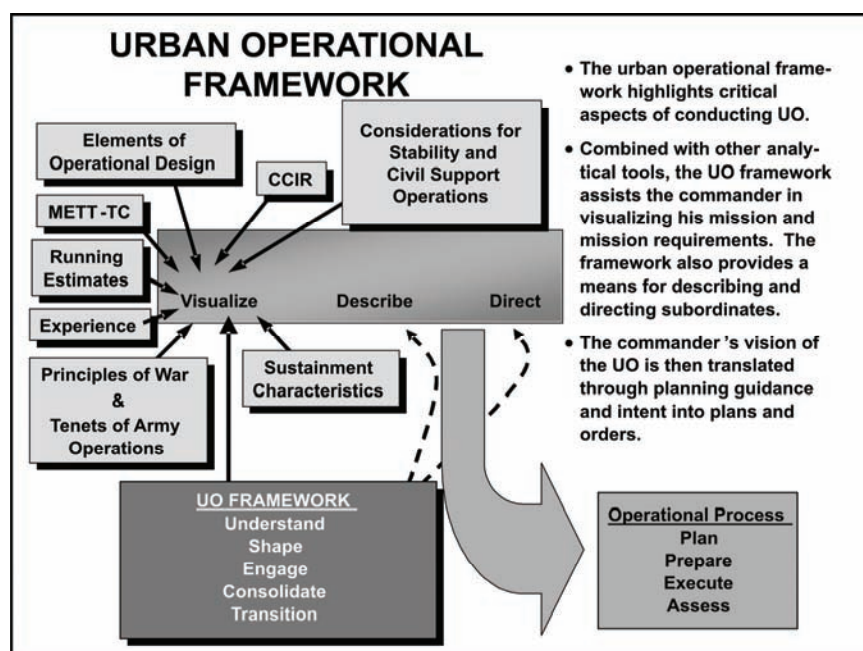 URBAN OPERATIONAL
FRAMEWORK
Elements of
Operational Design
CCIR
Considerations for
Stability and
Civil Support
Operations
METT -TC
Running
Estimates
Experience
Visualize
Describe
Direct
Principles of War
&
Tenets of Army
Operations
Sustainment
Characteristics
UO FRAMEWORK
Understand
Shape
Engage
Consolidate
Transition
• The urban operational frame-
work highlights critical
aspects of conducting UO.
• Combined with other analy-
tical tools, the UO framework
assists the commander in
visualizing his mission and
mission requirements. The
framework also provides a
means for describing and
directing subordinates.
• The commander 's vision of
the UO is then translated
through planning guidance
and intent into plans and
orders.
Operational Process
Plan
Prepare
Execute
Assess